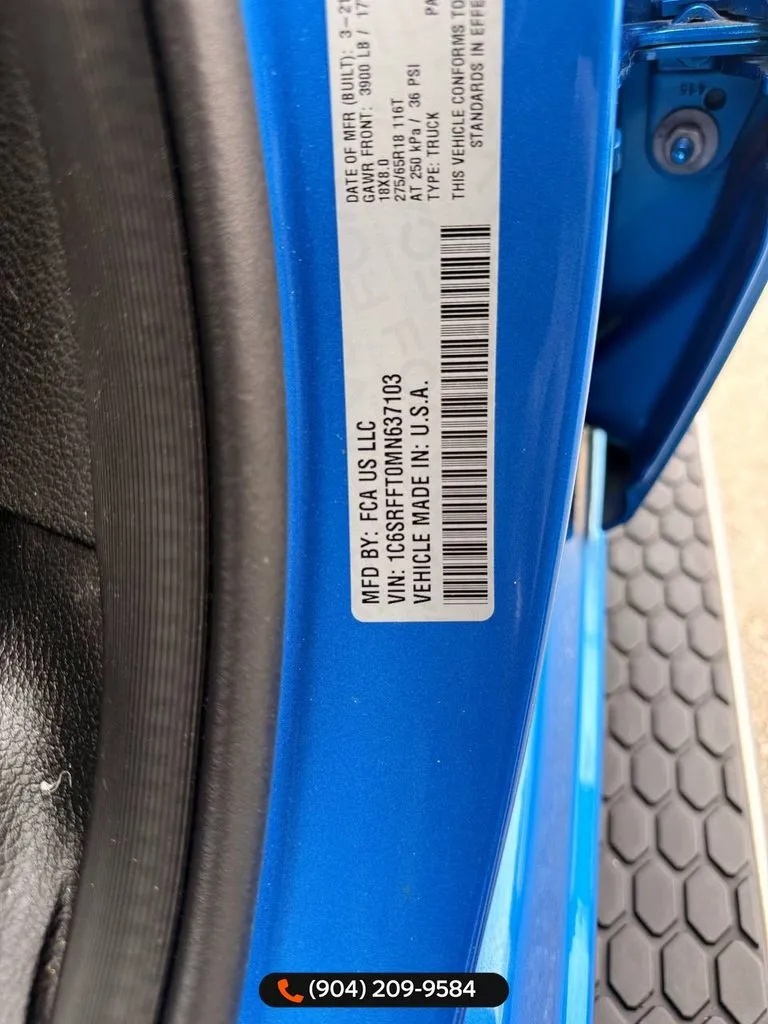 MFD BY: FCA US LLC
VIN: 1C6SRFFT0MN637103
VEHICLE MADE IN: U.S.A.
DATE OF MFR (BUILT): 3-21
GAWR FRONT: 3900 LB /
18X8.0
275/65R18 116T
AT 250 kPa / 36 PSI
TYPE: TRUCK
THIS VEHICLE CONFORMS TO
STANDARDS IN
415
(904) 209-9584